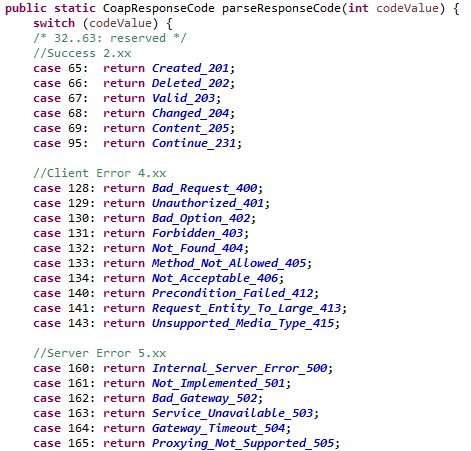 public static CoapResponseCode parseResponseCode(int codeValue) {
switch (codeValue) {
/* 32..63: reserved */
//Success 2.xx
case 65: return Created_201;
case 66: return Deleted_202;
case 67: return Valid_203;
case 68: return Changed_204;
case 69: return Content_205;
case 95: return Continue_231;
//Client Error 4.xx
case 128: return Bad_Request_400;
case 129: return Unauthorized_401;
case 130: return Bad_Option_402;
case 131: return Forbidden_403;
case 132: return Not_Found_404;
case 133: return Method_Not_Allowed_405;
case 134: return Not_Acceptable_406;
case 140: return Precondition_Failed_412;
case 141: return Request_Entity_To_Large_413;
case 143: return Unsupported_Media_Type_415;
//Server Error 5.xx
case 160: return Internal_Server_Error_500;
case 161: return Not_Implemented_501;
case 162: return Bad_Gateway_502;
case 163: return Service_Unavailable_503;
case 164: return Gateway_Timeout_504;
case 165: return Proxying_Not_Supported_505;